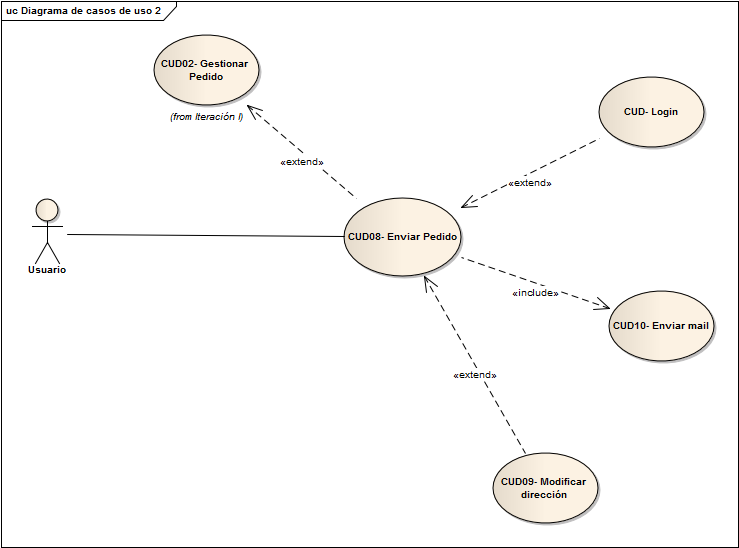 uc Diagrama de casos de uso 2
CUD02- Gestionar
Pedido
(from Iteración I)
CUD- Login
«extend»
«extend»
CUD08- Enviar Pedido
Usuario
«include»
CUD10- Enviar mail
«extend»
CUD09- Modificar
dirección